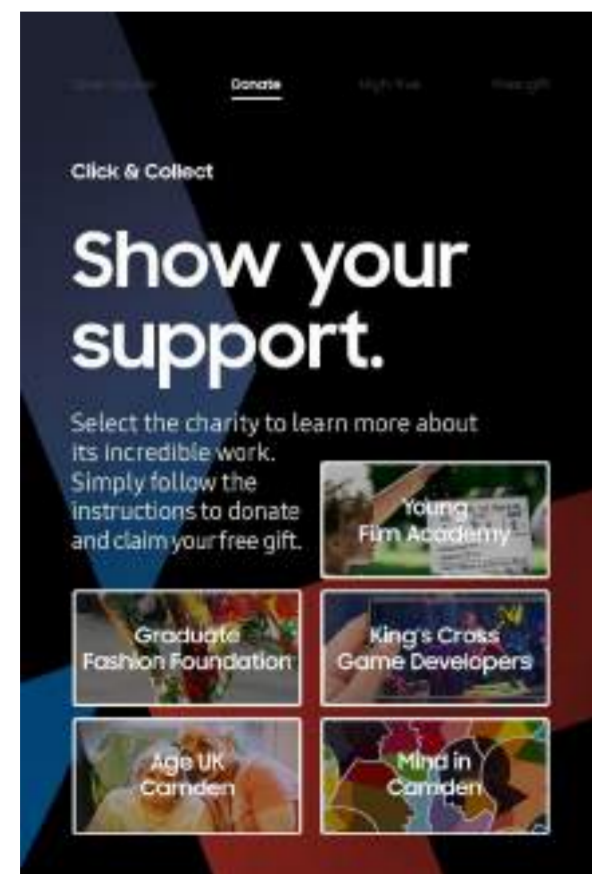 Donate
Click & Collect
Show your
support.
Select the charity to learn more about
its incredible work.
Simply follow the
instructions to donate
and claim your free gift.
Young
Film Academy
Graduate
Fashion Foundation
King's Cross
Game Developers
Age UK
Camden
Mind in
Camden